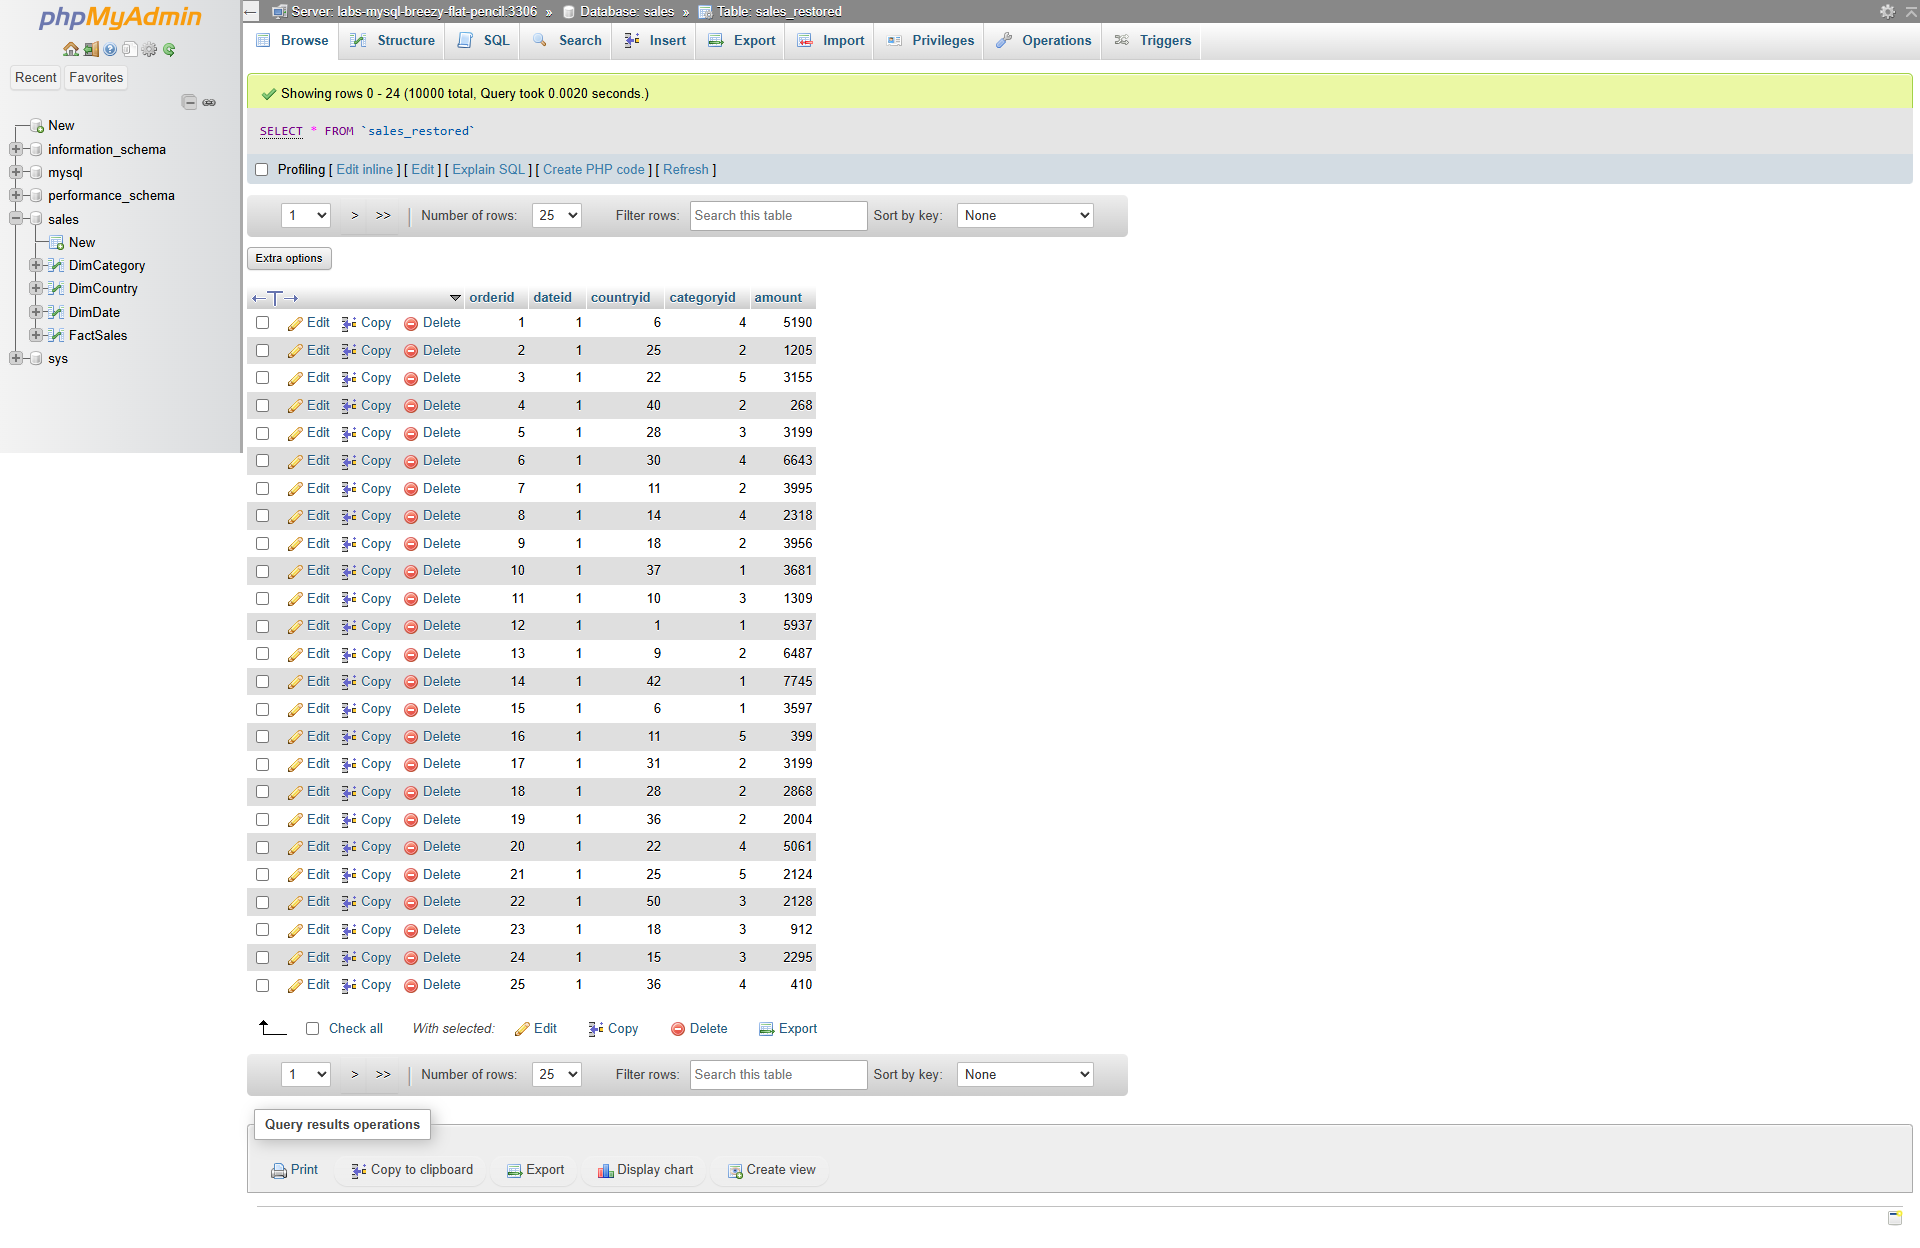 phpMyAdmin
Recent Favorites
New
information_schema
mysql
performance_schema
sales
New
DimCategory
DimCountry
DimDate
FactSales
sys
Server: labs-mysql-breezy-flat-pencil:3306 » Database: sales » Table: sales_restored
Browse Structure SQL Search Insert Export Import Privileges Operations Triggers
Showing rows 0 - 24 (10000 total, Query took 0.0020 seconds.)
SELECT * FROM `sales_restored`
Profiling [ Edit inline ] [ Edit ] [ Explain SQL ] [ Create PHP code ] [ Refresh ]
1 > >> | Number of rows: 25 Filter rows: Search this table Sort by key: None
Extra options
←T→ orderid dateid countryid categoryid amount
Edit Copy Delete 1 1 6 4 5190
Edit Copy Delete 2 1 25 2 1205
Edit Copy Delete 3 1 22 5 3155
Edit Copy Delete 4 1 40 2 268
Edit Copy Delete 5 1 28 3 3199
Edit Copy Delete 6 1 30 4 6643
Edit Copy Delete 7 1 11 2 3995
Edit Copy Delete 8 1 14 4 2318
Edit Copy Delete 9 1 18 2 3956
Edit Copy Delete 10 1 37 1 3681
Edit Copy Delete 11 1 10 3 1309
Edit Copy Delete 12 1 1 1 5937
Edit Copy Delete 13 1 9 2 6487
Edit Copy Delete 14 1 42 1 7745
Edit Copy Delete 15 1 6 1 3597
Edit Copy Delete 16 1 11 5 399
Edit Copy Delete 17 1 31 2 3199
Edit Copy Delete 18 1 28 2 2868
Edit Copy Delete 19 1 36 2 2004
Edit Copy Delete 20 1 22 4 5061
Edit Copy Delete 21 1 25 5 2124
Edit Copy Delete 22 1 50 3 2128
Edit Copy Delete 23 1 18 3 912
Edit Copy Delete 24 1 15 3 2295
Edit Copy Delete 25 1 36 4 410
Check all With selected: Edit Copy Delete Export
1 > >> | Number of rows: 25 Filter rows: Search this table Sort by key: None
Query results operations
Print Copy to clipboard Export Display chart Create view